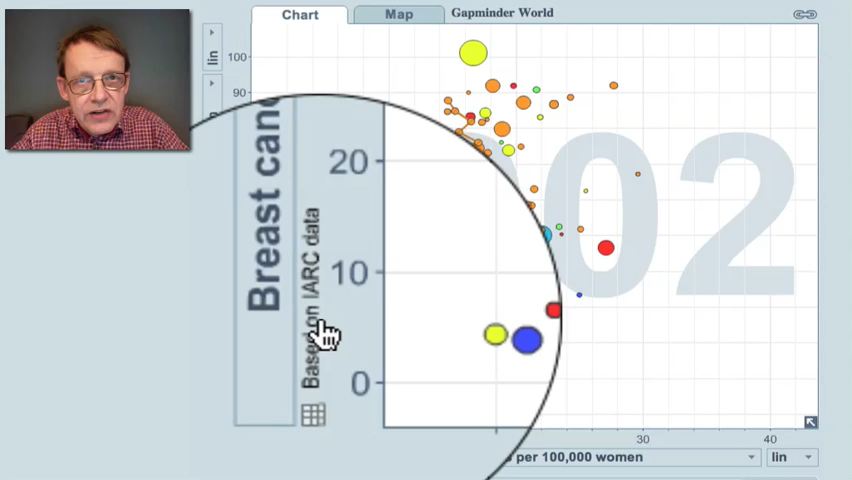 Chart
Map
Gapminder World
lin
100
90
02
20
Breast canc
Based on IARC data
10
0
30
40
per 100,000 women
lin